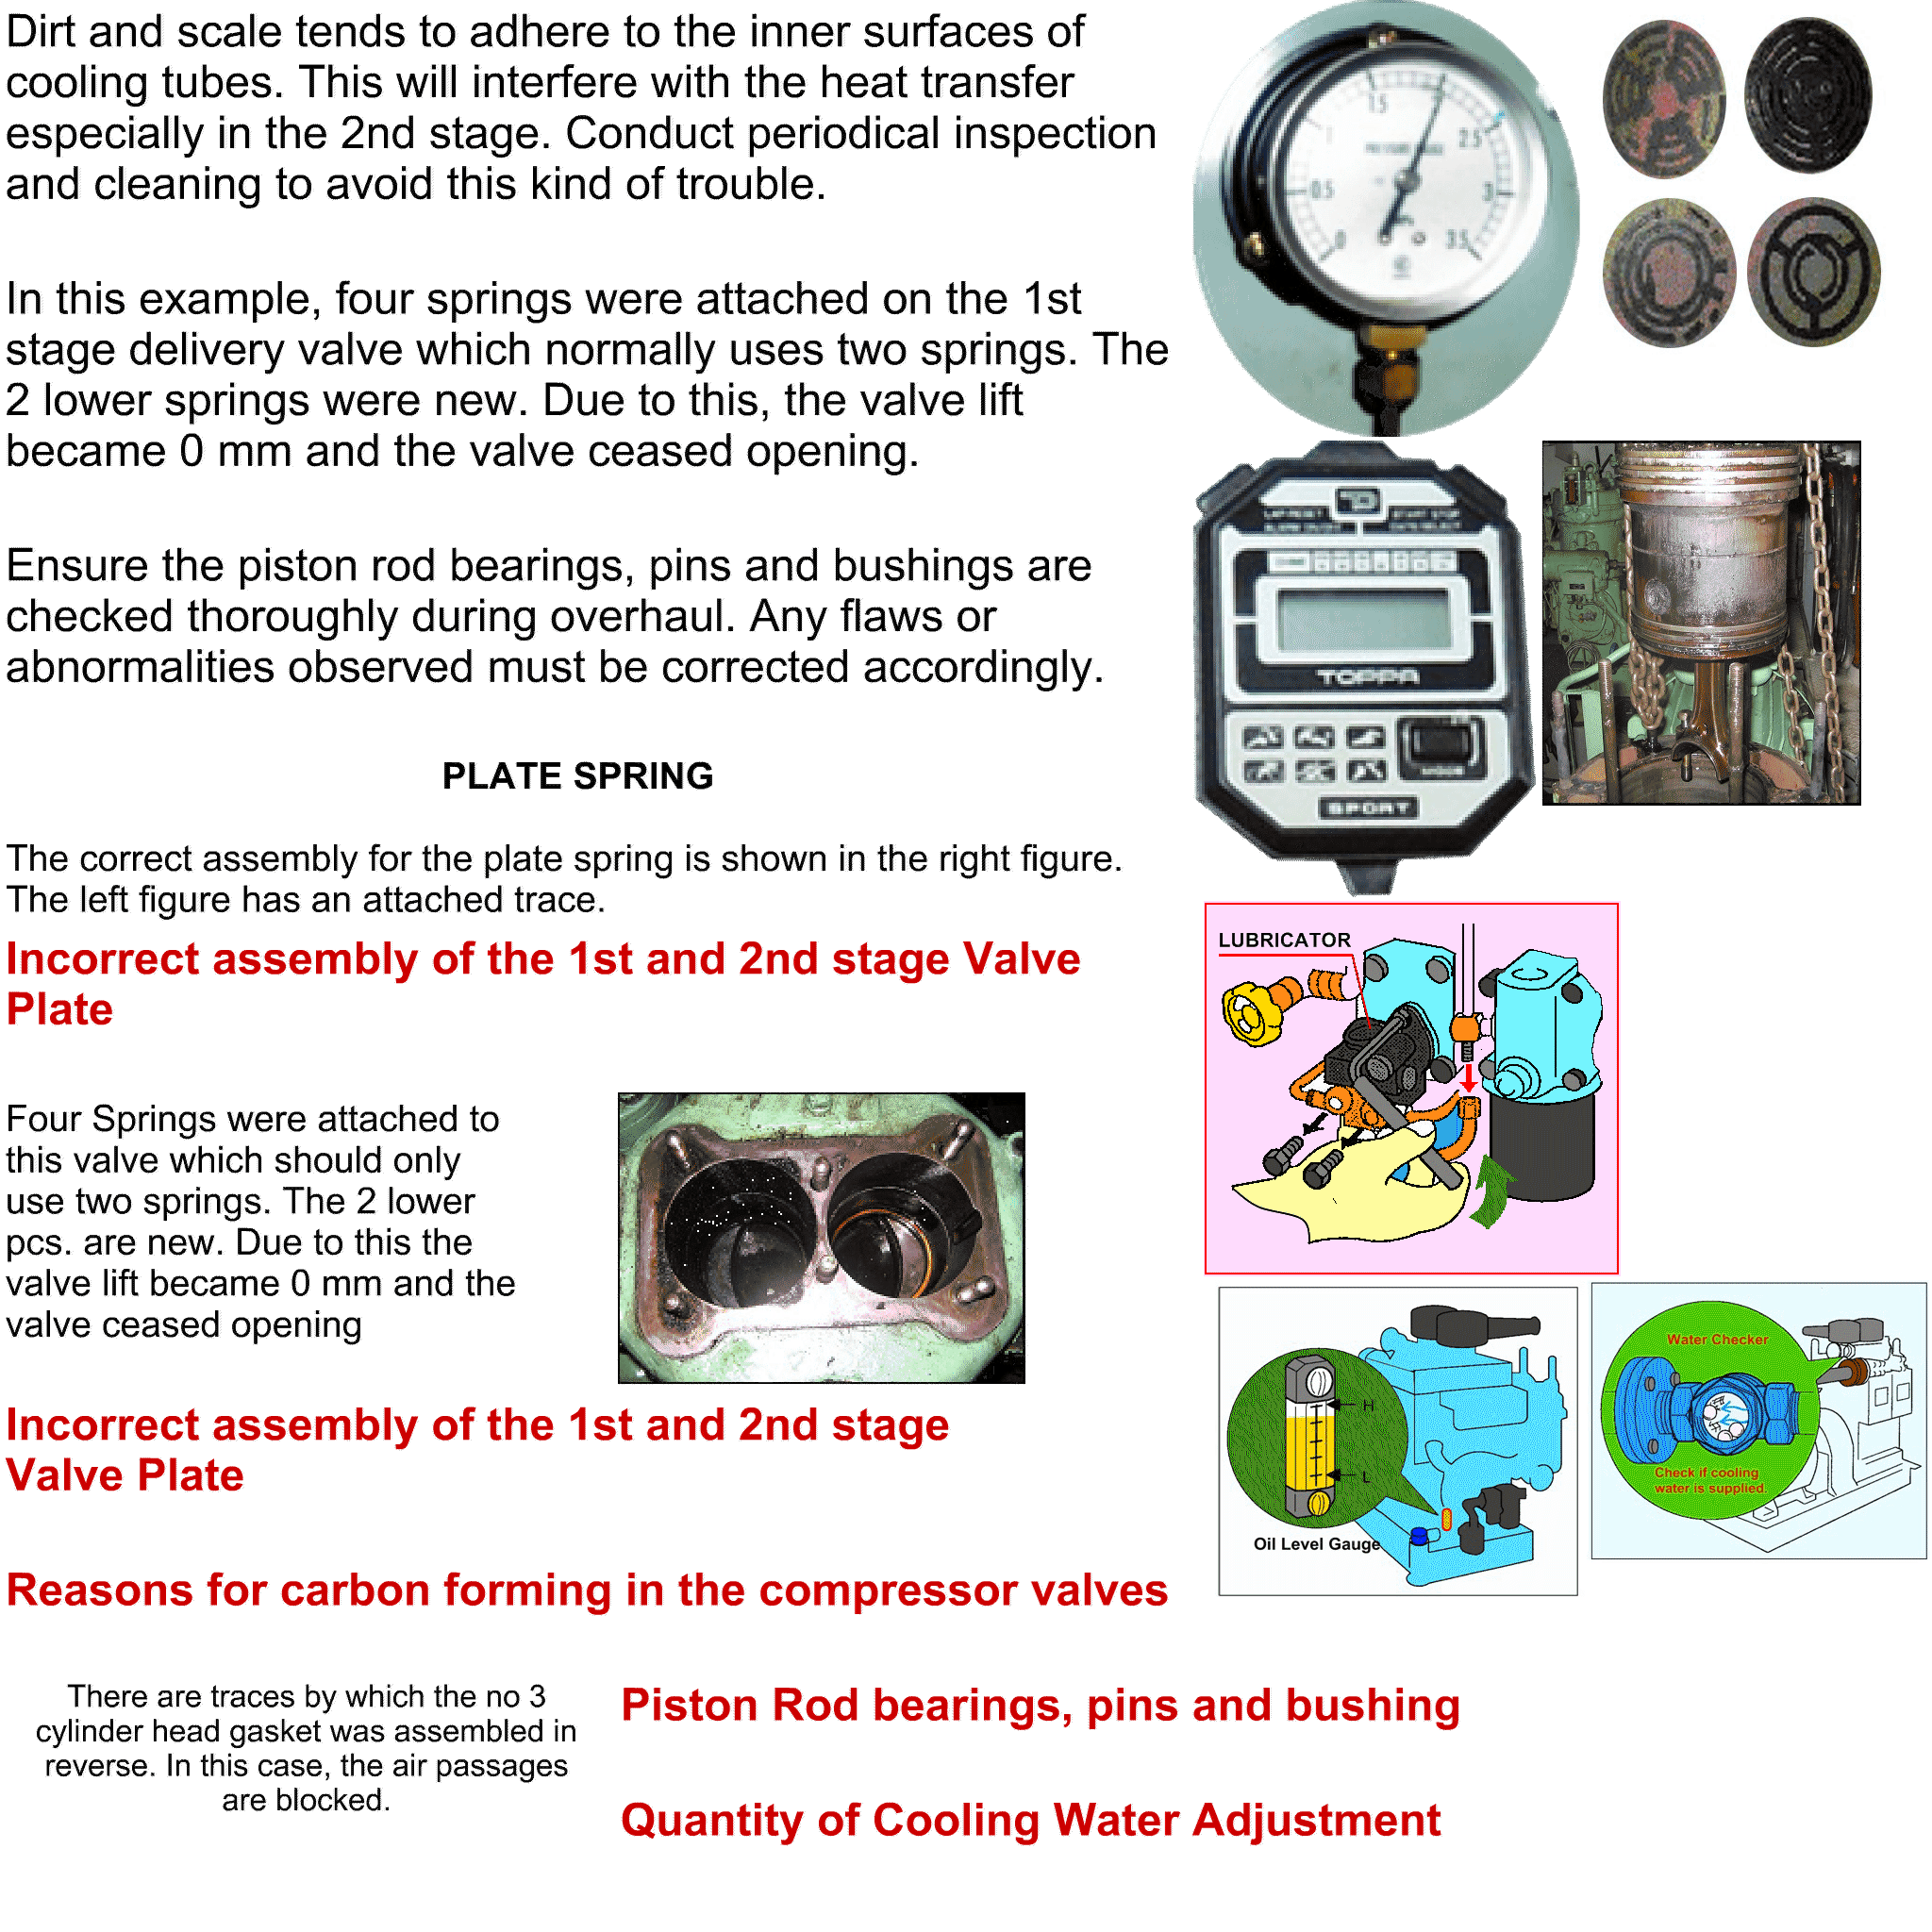 Dirt and scale tends to adhere to the inner surfaces of
cooling tubes. This will interfere with the heat transfer
especially in the 2nd stage. Conduct periodical inspection
and cleaning to avoid this kind of trouble.
In this example, four springs were attached on the 1st
stage delivery valve which normally uses two springs. The
2 lower springs were new. Due to this, the valve lift
became 0 mm and the valve ceased opening.
Ensure the piston rod bearings, pins and bushings are
checked thoroughly during overhaul. Any flaws or
abnormalities observed must be corrected accordingly.
PLATE SPRING
The correct assembly for the plate spring is shown in the right figure.
The left figure has an attached trace.
Incorrect assembly of the 1st and 2nd stage Valve
Plate
Four Springs were attached to
this valve which should only
use two springs. The 2 lower
pcs. are new. Due to this the
valve lift became 0 mm and the
valve ceased opening
Incorrect assembly of the 1st and 2nd stage
Valve Plate
Reasons for carbon forming in the compressor valves
There are traces by which the no 3
cylinder head gasket was assembled in
reverse. In this case, the air passages
are blocked.
Piston Rod bearings, pins and bushing
Quantity of Cooling Water Adjustment
0
0.5
1
1.5
2.5
3
3.5
TOPPA
SPORT
LUBRICATOR
H
L
Oil Level Gauge
Water Checker
Check if cooling
water is supplied.